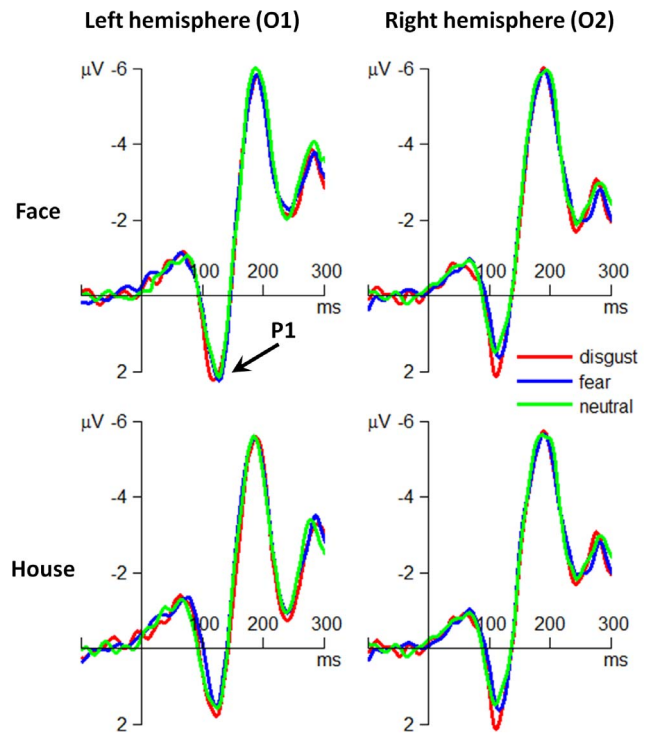 Left hemisphere (O1) Right hemisphere (O2)
µV -6 µV -6
-4 -4
Face
-2 -2
100 200 300 100 200 300
ms ms
P1
2 2
disgust
fear
neutral
µV -6 µV -6
-4 -4
House
-2 -2
100 200 300 100 200 300
ms ms
2 2